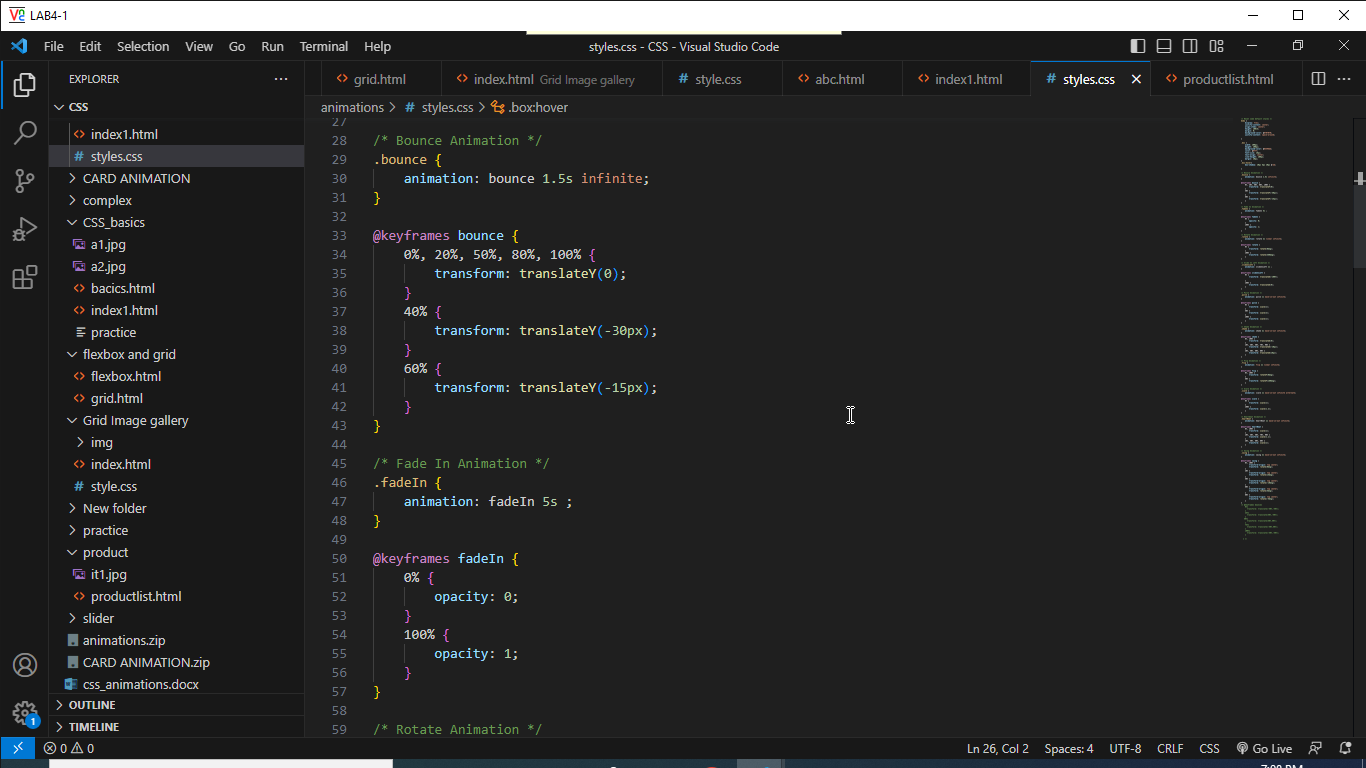 LAB4-1
File Edit Selection View Go Run Terminal Help
styles.css - CSS - Visual Studio Code
EXPLORER
grid.html
index.html Grid Image gallery
style.css
abc.html
index1.html
styles.css
productlist.html
CSS
animations > styles.css > .box:hover
index1.html
styles.css
CARD ANIMATION
complex
CSS_basics
a1.jpg
a2.jpg
bacics.html
index1.html
practice
flexbox and grid
flexbox.html
grid.html
Grid Image gallery
img
index.html
style.css
New folder
practice
product
it1.jpg
productlist.html
slider
animations.zip
CARD ANIMATION.zip
css_animations.docx
OUTLINE
TIMELINE
27
28 /* Bounce Animation */
29 .bounce {
30 animation: bounce 1.5s infinite;
31 }
32
33 @keyframes bounce {
34 0%, 20%, 50%, 80%, 100% {
35 transform: translateY(0);
36 }
37 40% {
38 transform: translateY(-30px);
39 }
40 60% {
41 transform: translateY(-15px);
42 }
43 }
44
45 /* Fade In Animation */
46 .fadeIn {
47 animation: fadeIn 5s ;
48 }
49
50 @keyframes fadeIn {
51 0% {
52 opacity: 0;
53 }
54 100% {
55 opacity: 1;
56 }
57 }
58
59 /* Rotate Animation */
1
0 0
Ln 26, Col 2 Spaces: 4 UTF-8 CRLF CSS Go Live